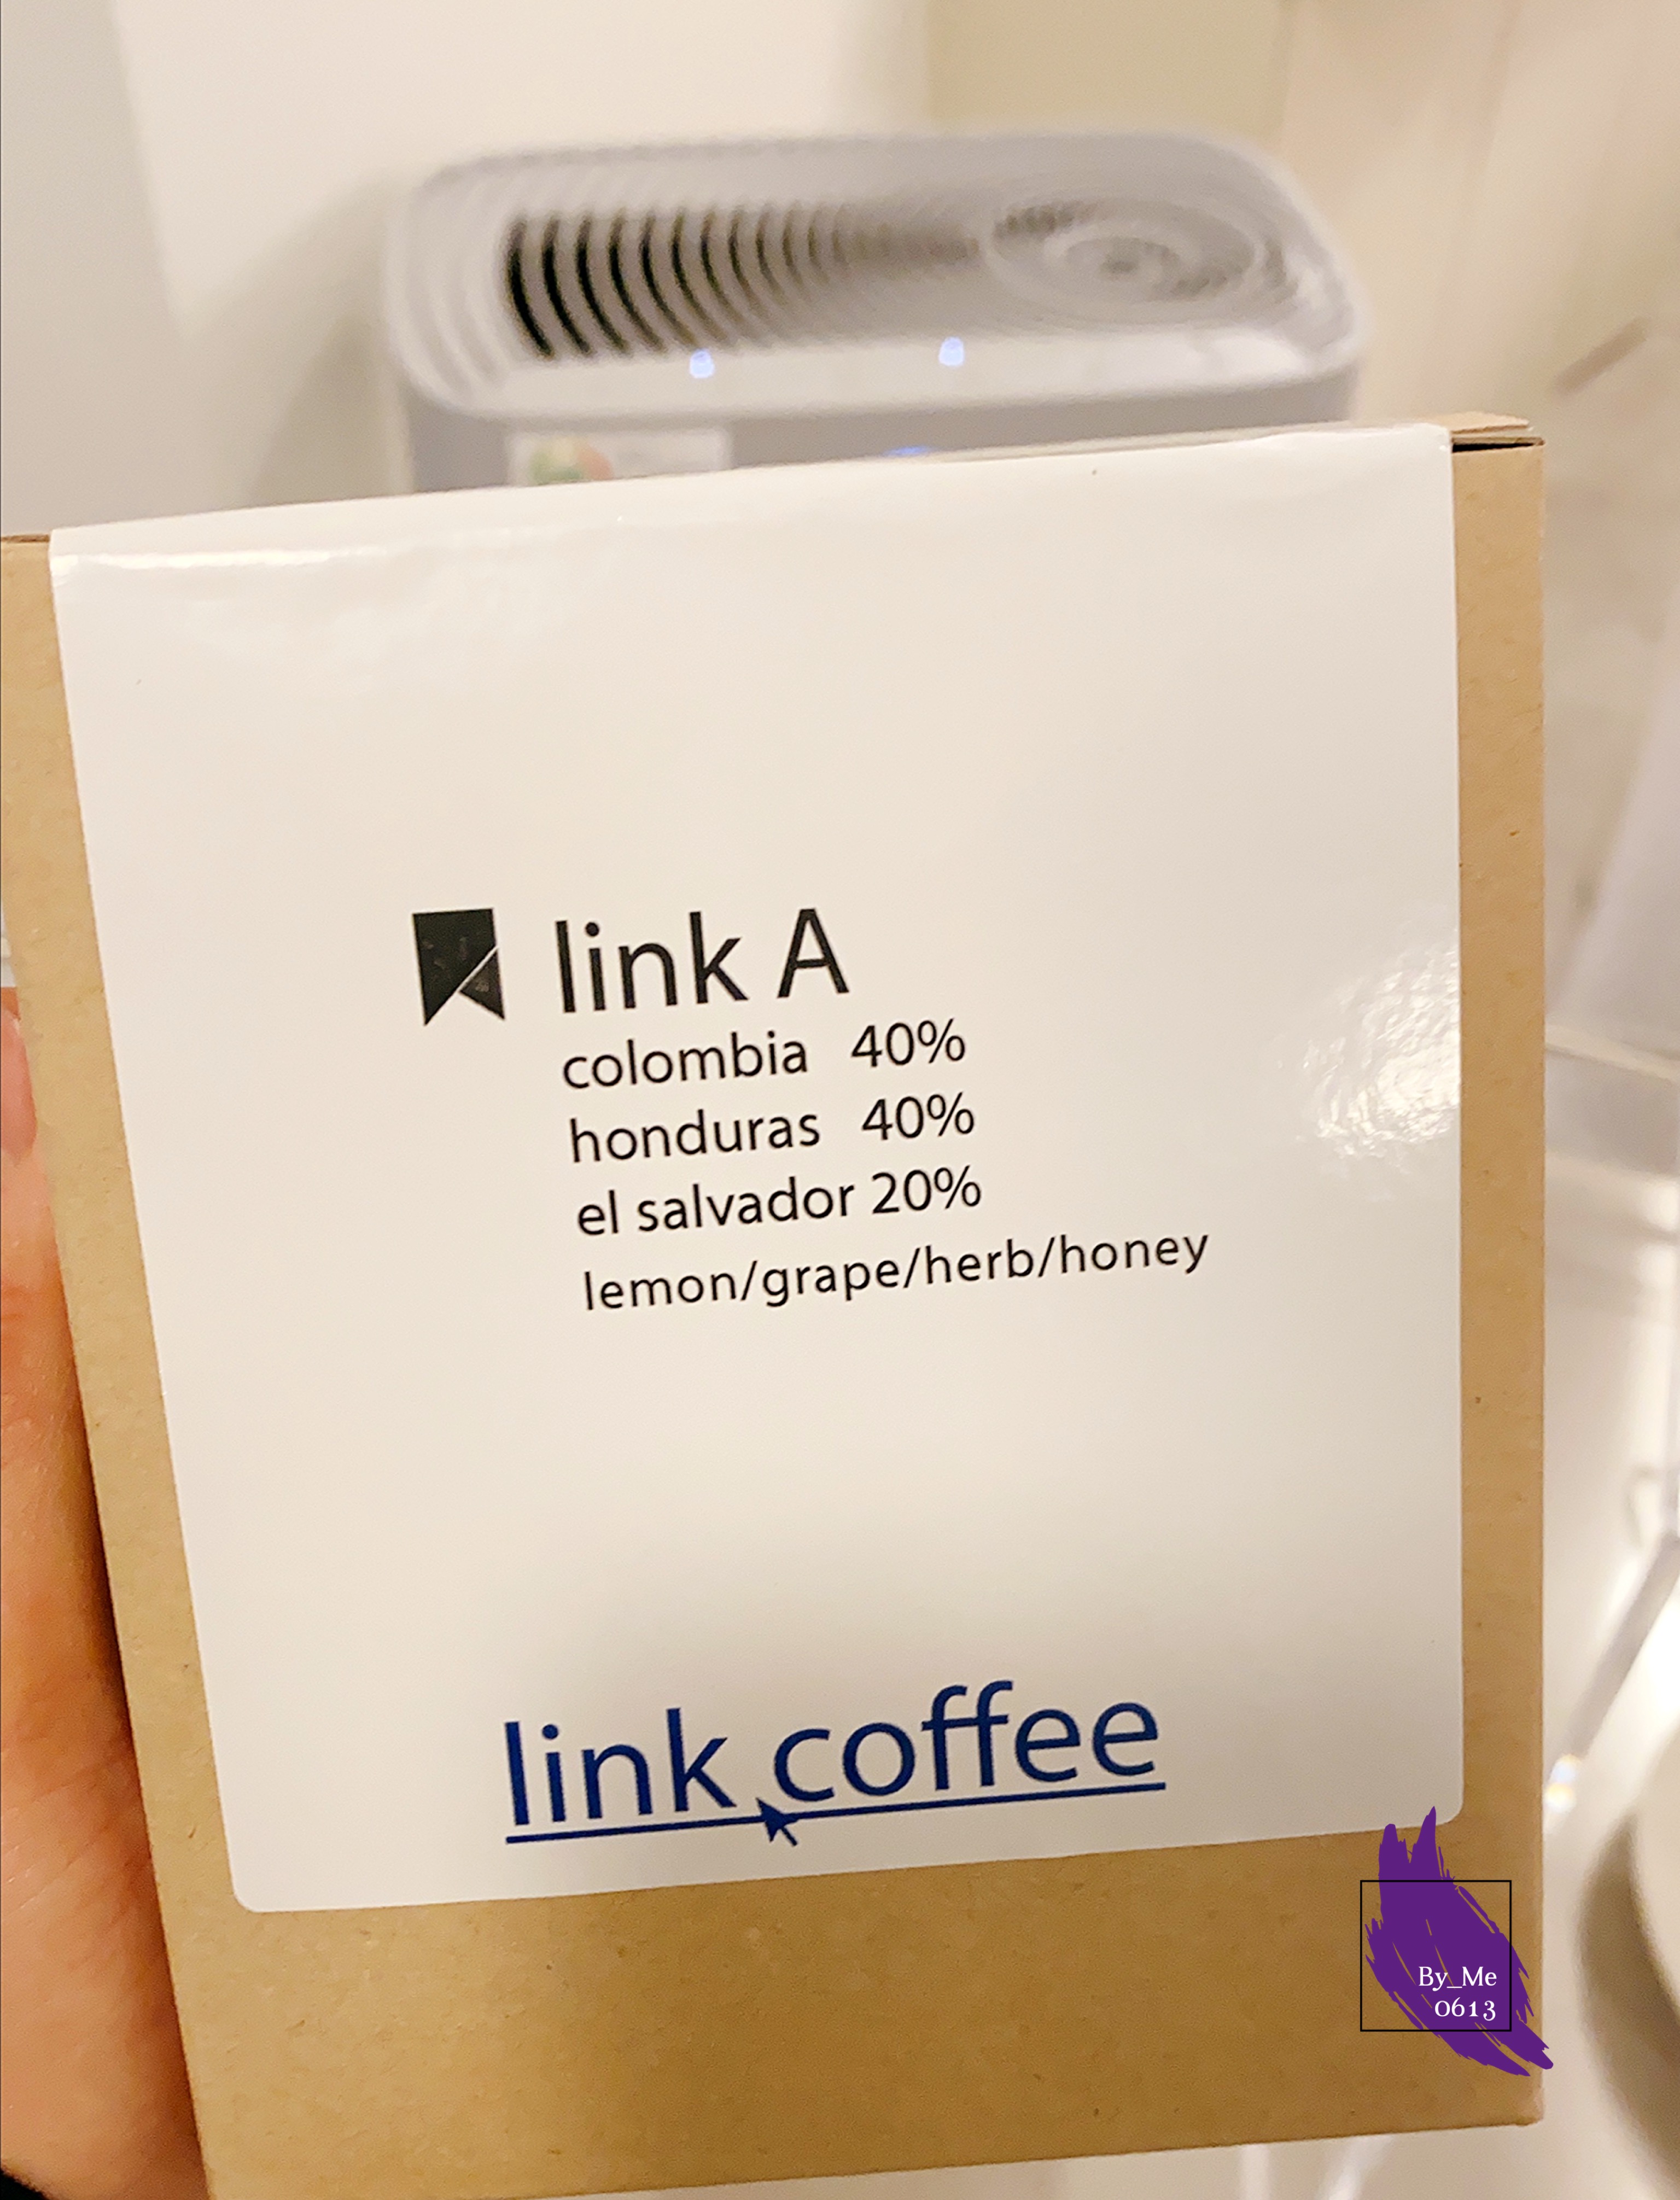 link A
colombia 40%
honduras 40%
el salvador 20%
lemon/grape/herb/honey
link coffee
By_Me
0613